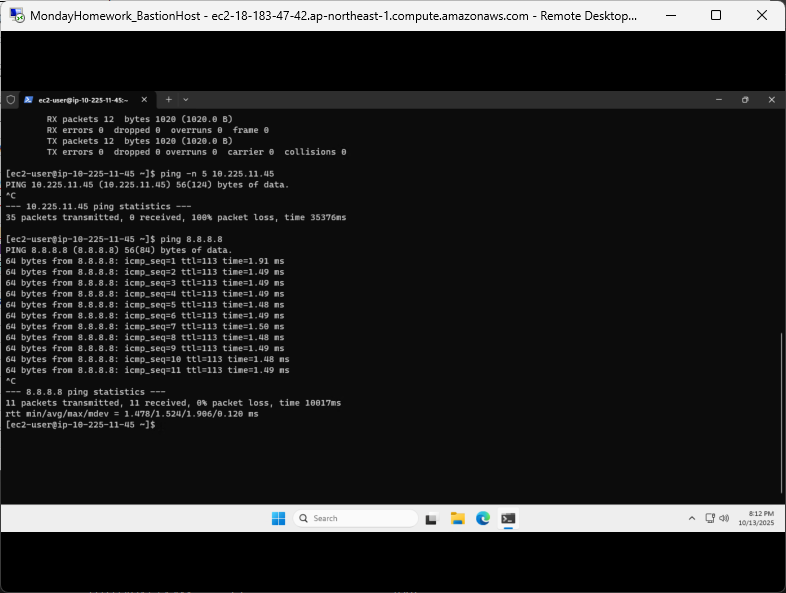 MondayHomework_BastionHost - ec2-18-183-47-42.ap-northeast-1.compute.amazonaws.com - Remote Desktop...
ec2-user@ip-10-225-11-45:~
RX packets 12  bytes 1020 (1020.0 B)
RX errors 0  dropped 0  overruns 0  frame 0
TX packets 12  bytes 1020 (1020.0 B)
TX errors 0  dropped 0 overruns 0  carrier 0  collisions 0
[ec2-user@ip-10-225-11-45 ~]$ ping -n 5 10.225.11.45
PING 10.225.11.45 (10.225.11.45) 56(124) bytes of data.
^C
--- 10.225.11.45 ping statistics ---
35 packets transmitted, 0 received, 100% packet loss, time 35376ms
[ec2-user@ip-10-225-11-45 ~]$ ping 8.8.8.8
PING 8.8.8.8 (8.8.8.8) 56(84) bytes of data.
64 bytes from 8.8.8.8: icmp_seq=1 ttl=113 time=1.91 ms
64 bytes from 8.8.8.8: icmp_seq=2 ttl=113 time=1.49 ms
64 bytes from 8.8.8.8: icmp_seq=3 ttl=113 time=1.49 ms
64 bytes from 8.8.8.8: icmp_seq=4 ttl=113 time=1.49 ms
64 bytes from 8.8.8.8: icmp_seq=5 ttl=113 time=1.48 ms
64 bytes from 8.8.8.8: icmp_seq=6 ttl=113 time=1.49 ms
64 bytes from 8.8.8.8: icmp_seq=7 ttl=113 time=1.50 ms
64 bytes from 8.8.8.8: icmp_seq=8 ttl=113 time=1.48 ms
64 bytes from 8.8.8.8: icmp_seq=9 ttl=113 time=1.49 ms
64 bytes from 8.8.8.8: icmp_seq=10 ttl=113 time=1.48 ms
64 bytes from 8.8.8.8: icmp_seq=11 ttl=113 time=1.49 ms
^C
--- 8.8.8.8 ping statistics ---
11 packets transmitted, 11 received, 0% packet loss, time 10017ms
rtt min/avg/max/mdev = 1.478/1.524/1.906/0.120 ms
[ec2-user@ip-10-225-11-45 ~]$
Search
8:12 PM
10/13/2025